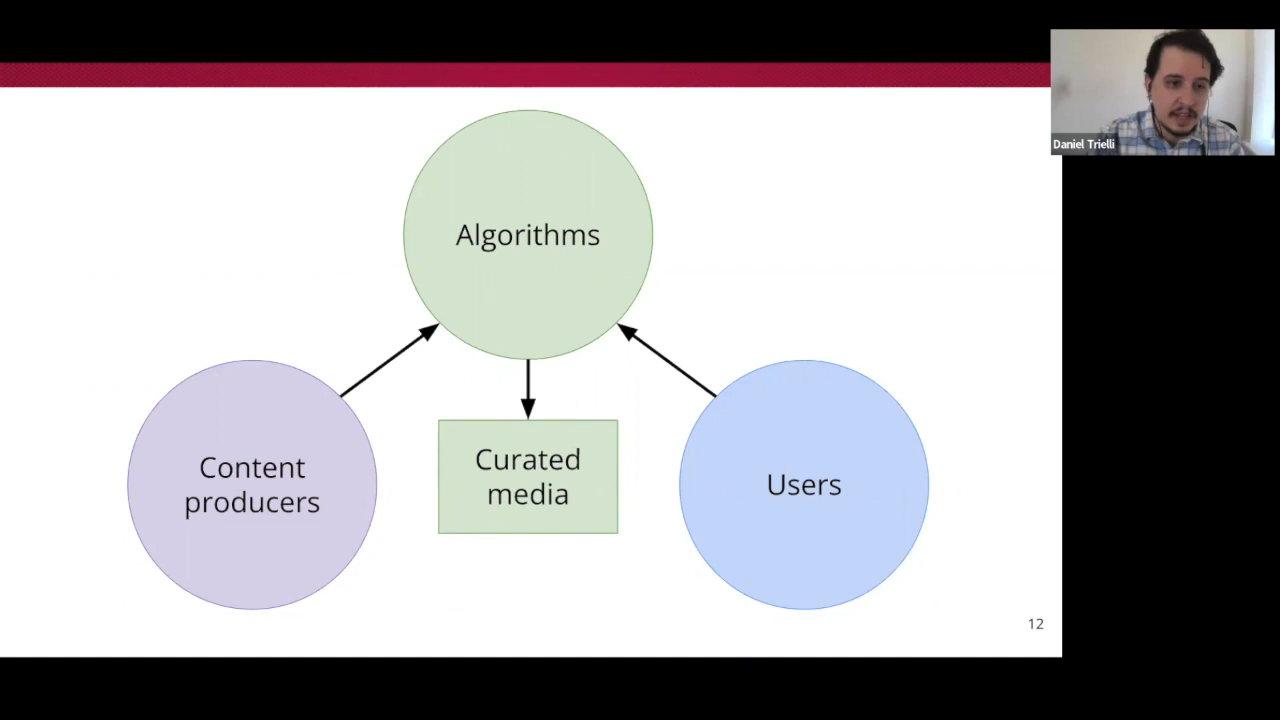 Algorithms
Content
producers
Curated
media
Users
12
Daniel Trielli